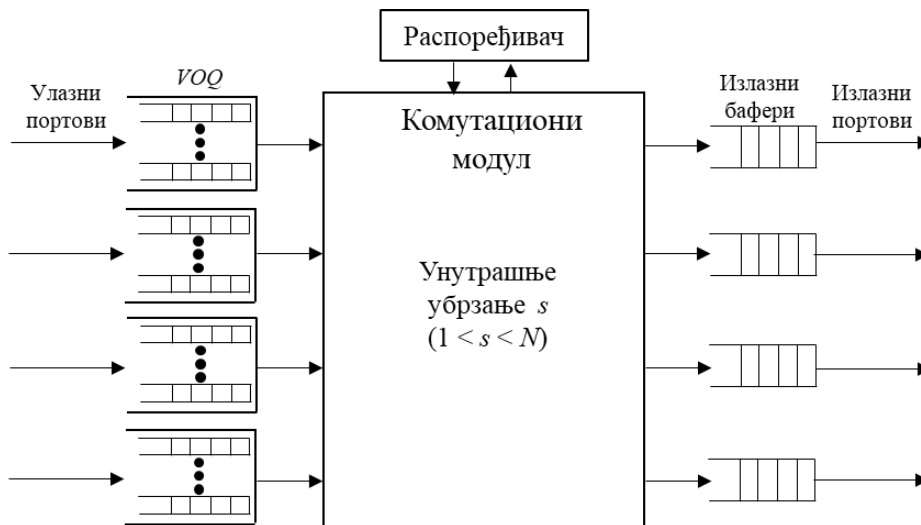 Распоређивач
VOQ
Улазни
портови
Комутациони
модул
Излазни
бафери
Излазни
портови
Унутрашње
убрзање s
(1 < s < N)